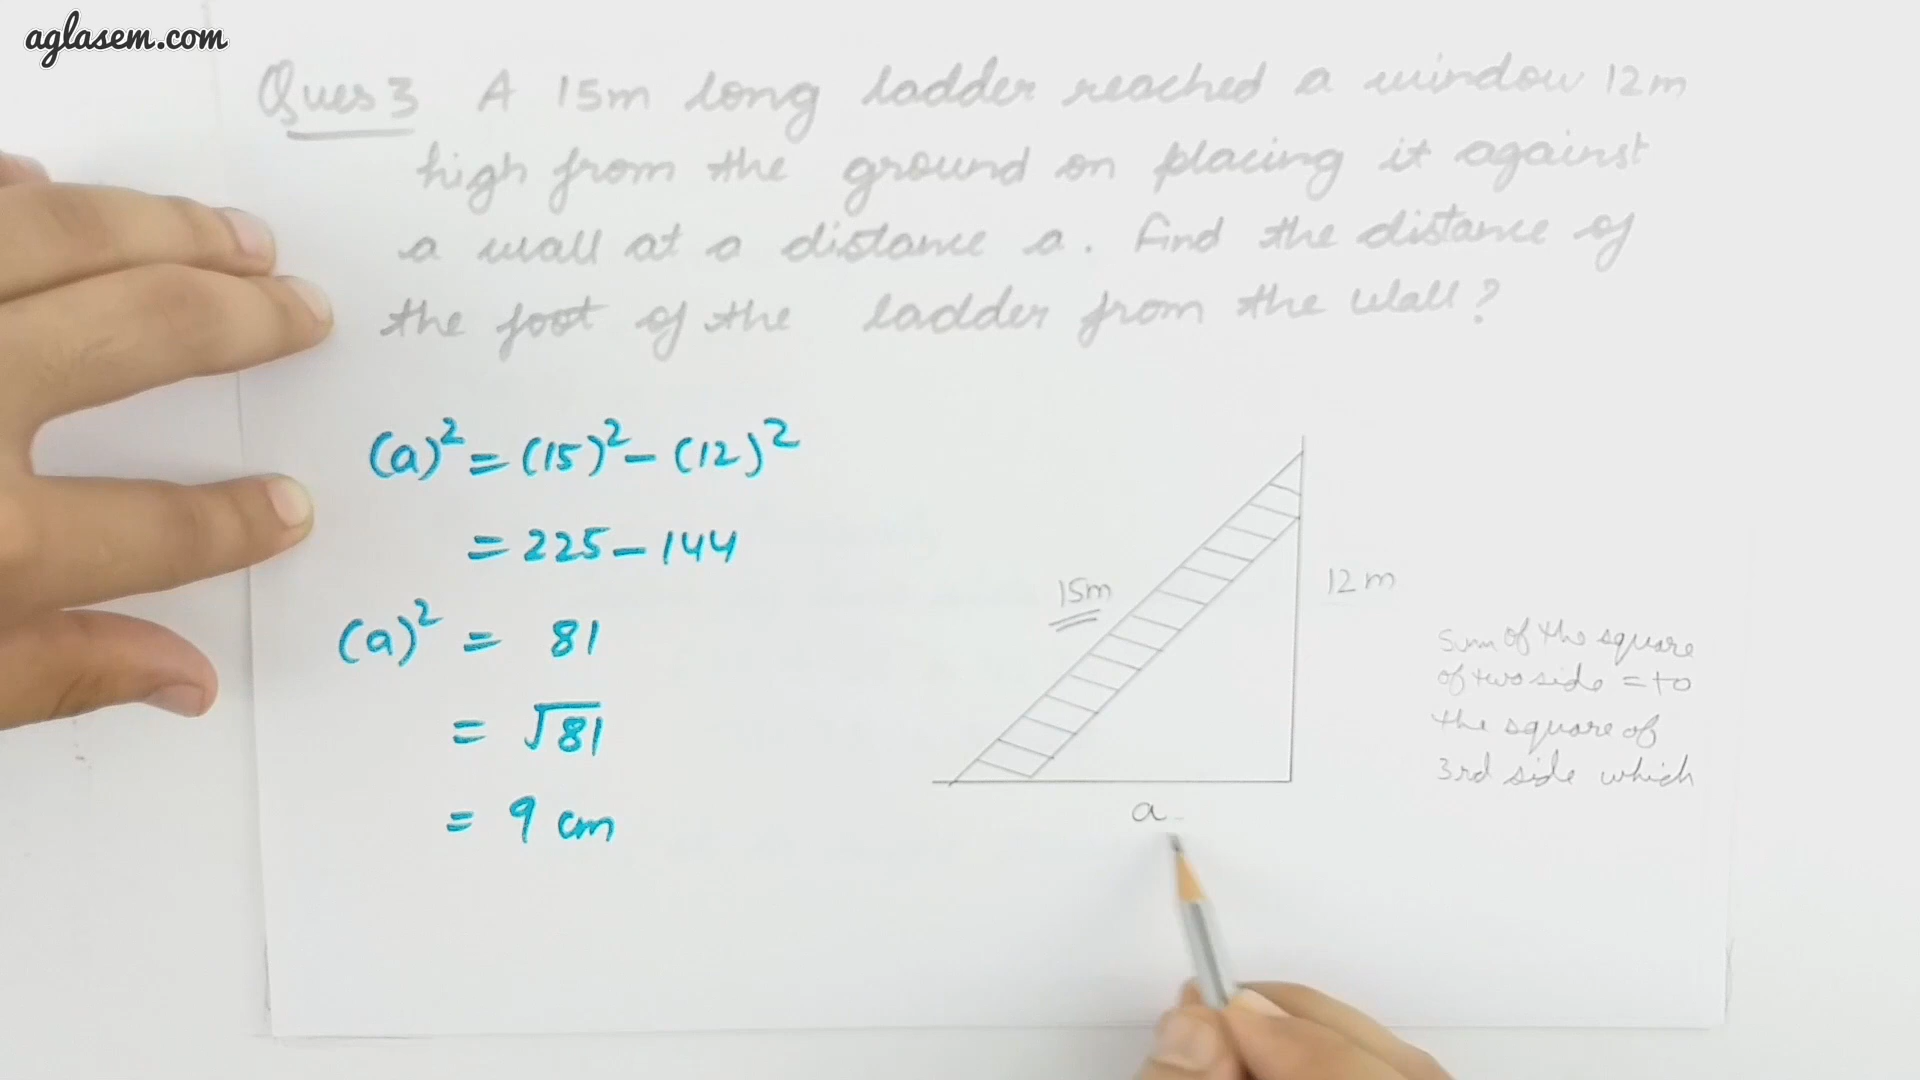 aglasem.com
Ques 3 A 15m long ladder reached a window 12m
high from the ground on placing it against
a wall at a distance a. Find the distance of
the foot of the ladder from the wall?
(a)² = (15)² - (12)²
= 225 - 144
(a)² = 81
= √81
= 9 cm
15m
12m
a
sum of the square
of two side = to
the square of
3rd side which